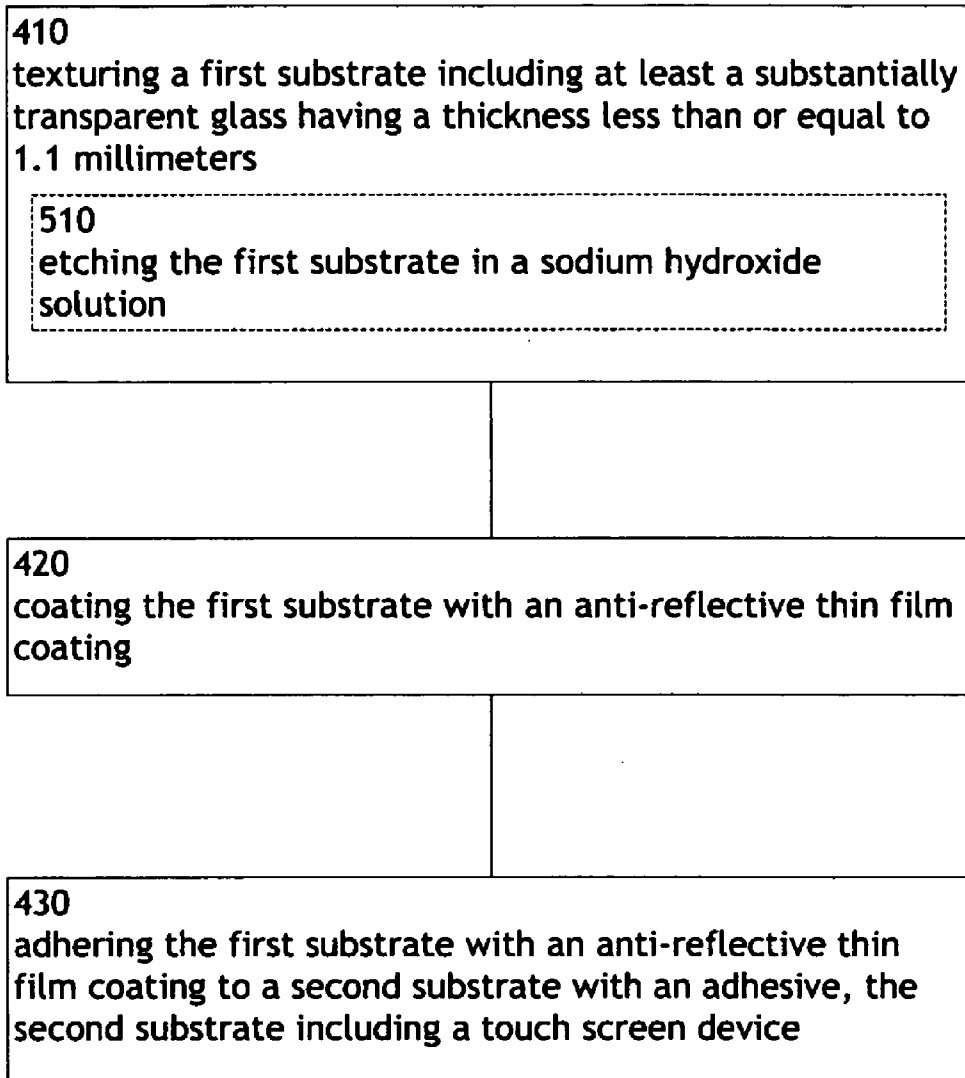 410
texturing a first substrate including at least a substantially
transparent glass having a thickness less than or equal to
1.1 millimeters
510
etching the first substrate in a sodium hydroxide
solution
420
coating the first substrate with an anti-reflective thin film
coating
430
adhering the first substrate with an anti-reflective thin
film coating to a second substrate with an adhesive, the
second substrate including a touch screen device